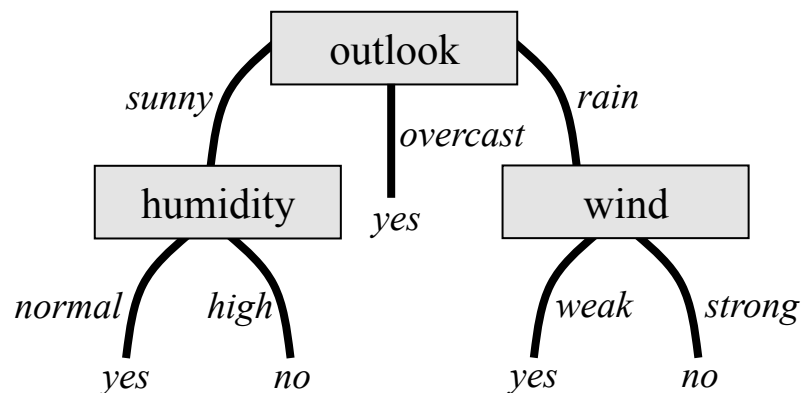 outlook
sunny
rain
overcast
humidity
yes
wind
normal
high
weak
strong
yes
no
yes
no